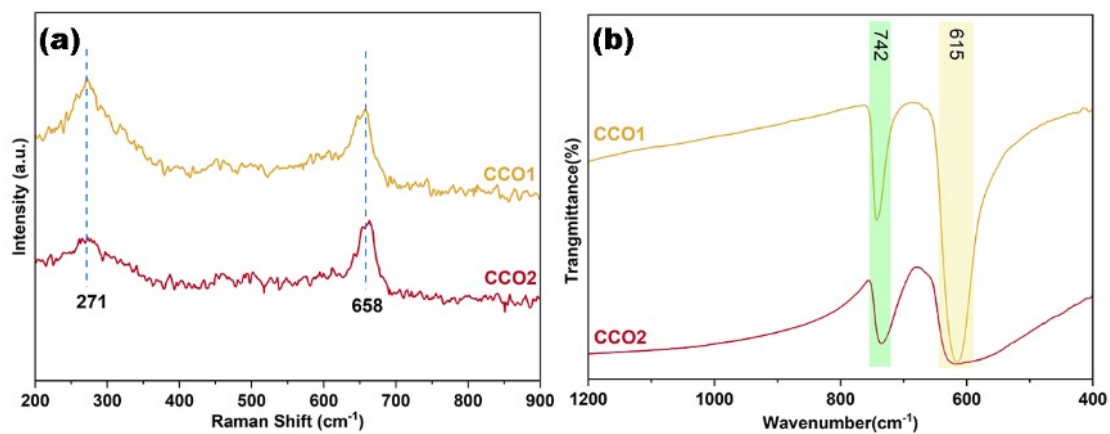 (a)
Intensity (a.u.)
CCO1
CCO2
271
658
200 300 400 500 600 700 800 900
Raman Shift (cm-1)
(b)
742
615
Trangmittance(%)
CCO1
CCO2
1200 1000 800 600 400
Wavenumber(cm-1)